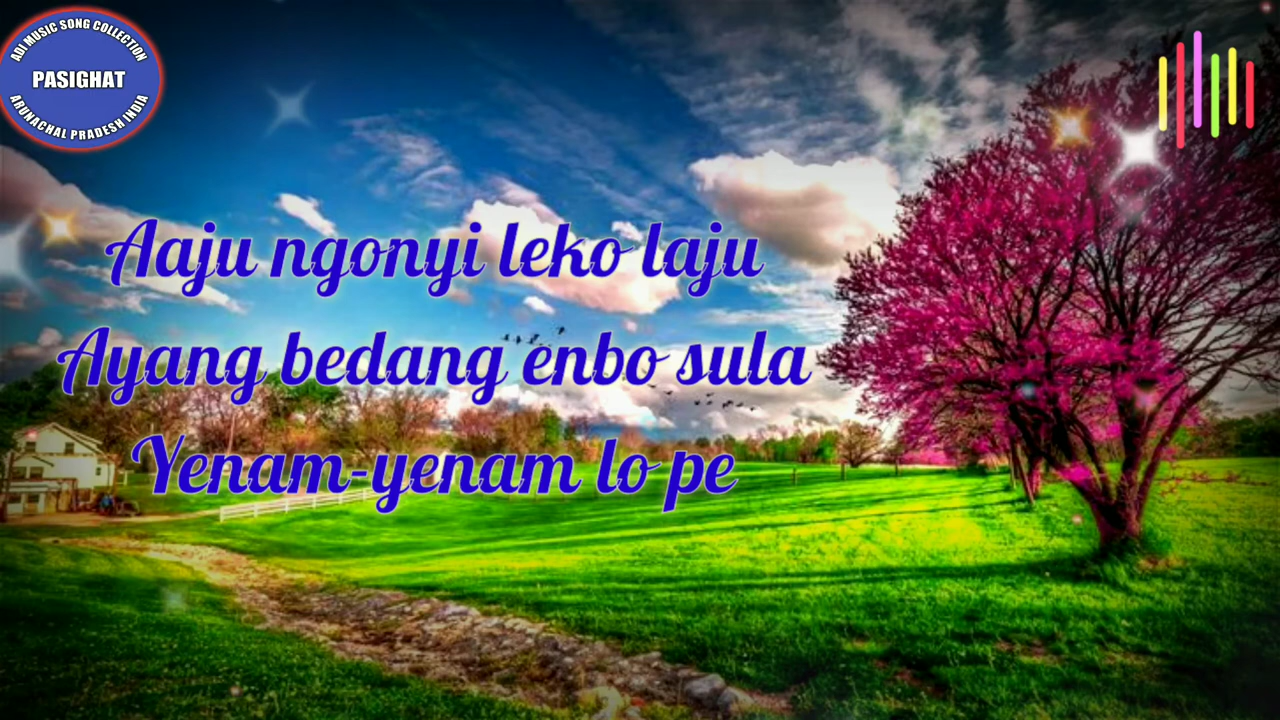 ADI MUSIC SONG COLLECTION
PASIGHAT
ARUNACHAL PRADESH INDIA
Aaju ngonyi leko laju
Ayang bedang enbo sula
Yenam-yenam lo pe